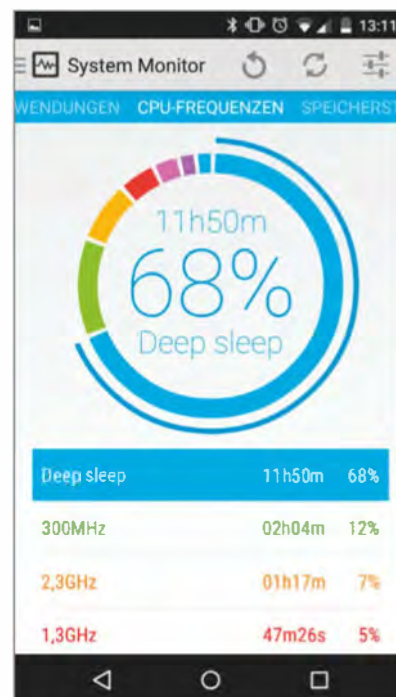 13:11
System Monitor
WENDUNGEN CPU-FREQUENZEN SPEICHERST
11h50m
68%
Deep sleep
Deep sleep 11h50m 68%
300MHz 02h04m 12%
2,3GHz 01h17m 7%
1,3GHz 47m26s 5%